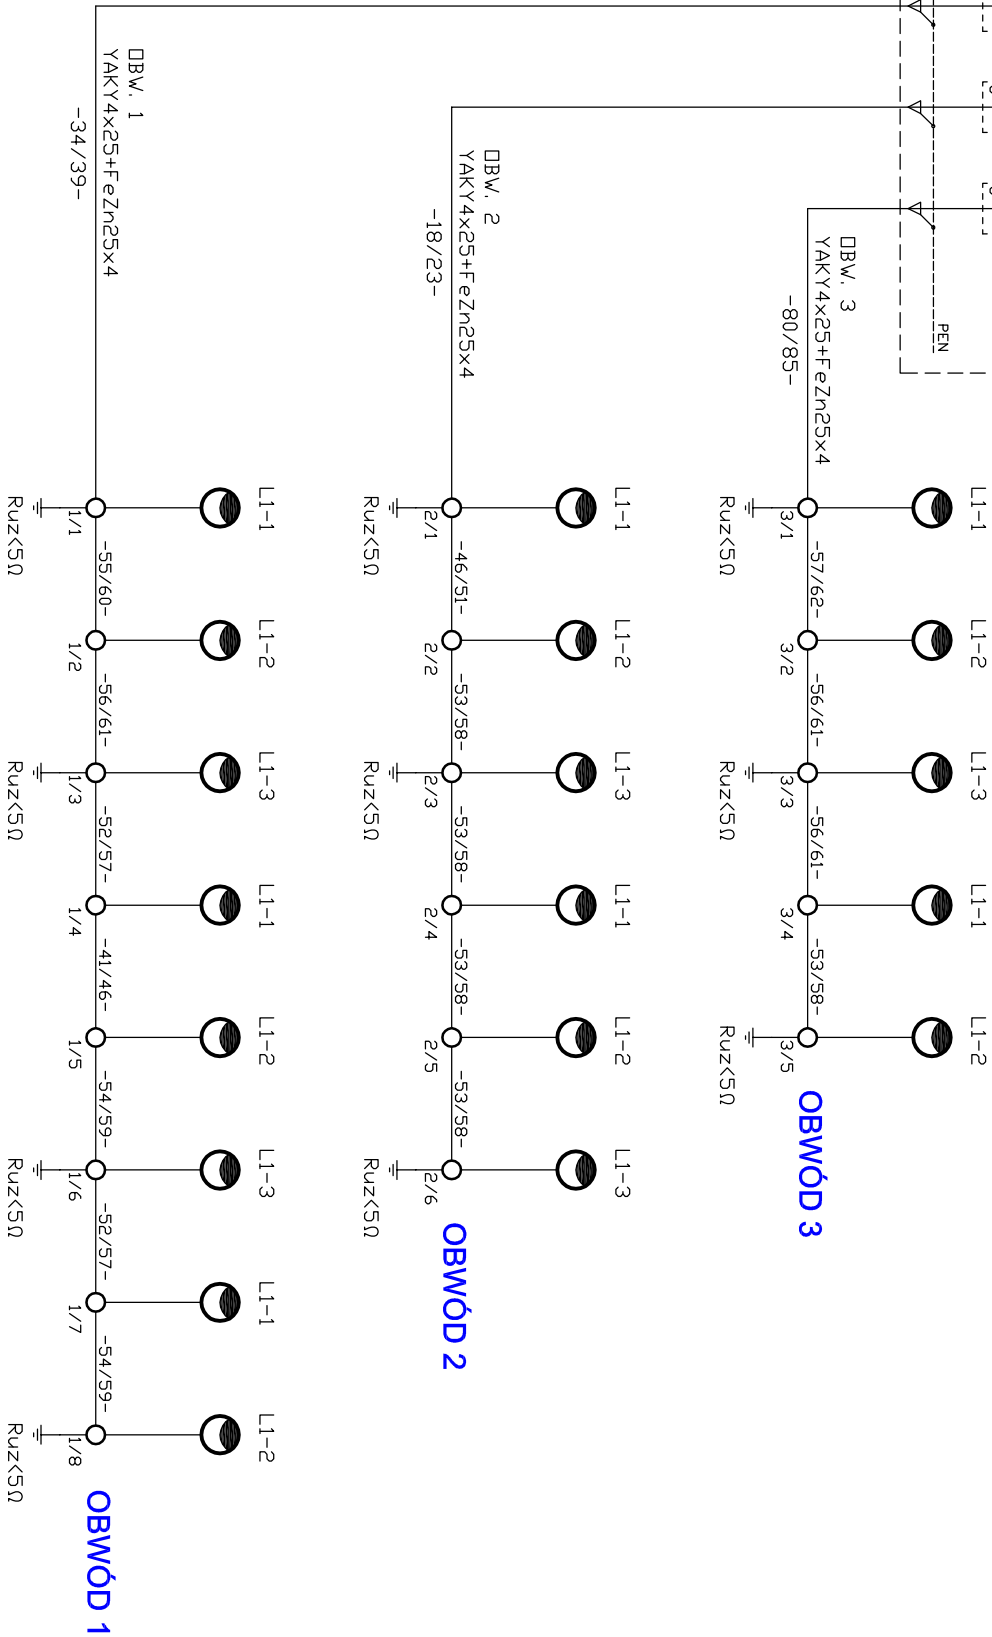 PEN
OBW. 3
YAKY4x25+FeZn25x4
-80/85-
L1-1
L1-2
L1-3
L1-1
L1-2
-57/62-
-56/61-
-56/61-
-53/58-
3/1
3/2
3/3
3/4
3/5
Ruz<5Ω
Ruz<5Ω
Ruz<5Ω
OBWÓD 3
OBW. 2
YAKY4x25+FeZn25x4
-18/23-
L1-1
L1-2
L1-3
L1-1
L1-2
L1-3
-46/51-
-53/58-
-53/58-
-53/58-
-53/58-
2/1
2/2
2/3
2/4
2/5
2/6
Ruz<5Ω
Ruz<5Ω
Ruz<5Ω
OBWÓD 2
OBW. 1
YAKY4x25+FeZn25x4
-34/39-
L1-1
L1-2
L1-3
L1-1
L1-2
L1-3
L1-1
L1-2
-55/60-
-56/61-
-52/57-
-41/46-
-54/59-
-52/57-
-54/59-
1/1
1/2
1/3
1/4
1/5
1/6
1/7
1/8
Ruz<5Ω
Ruz<5Ω
Ruz<5Ω
Ruz<5Ω
OBWÓD 1